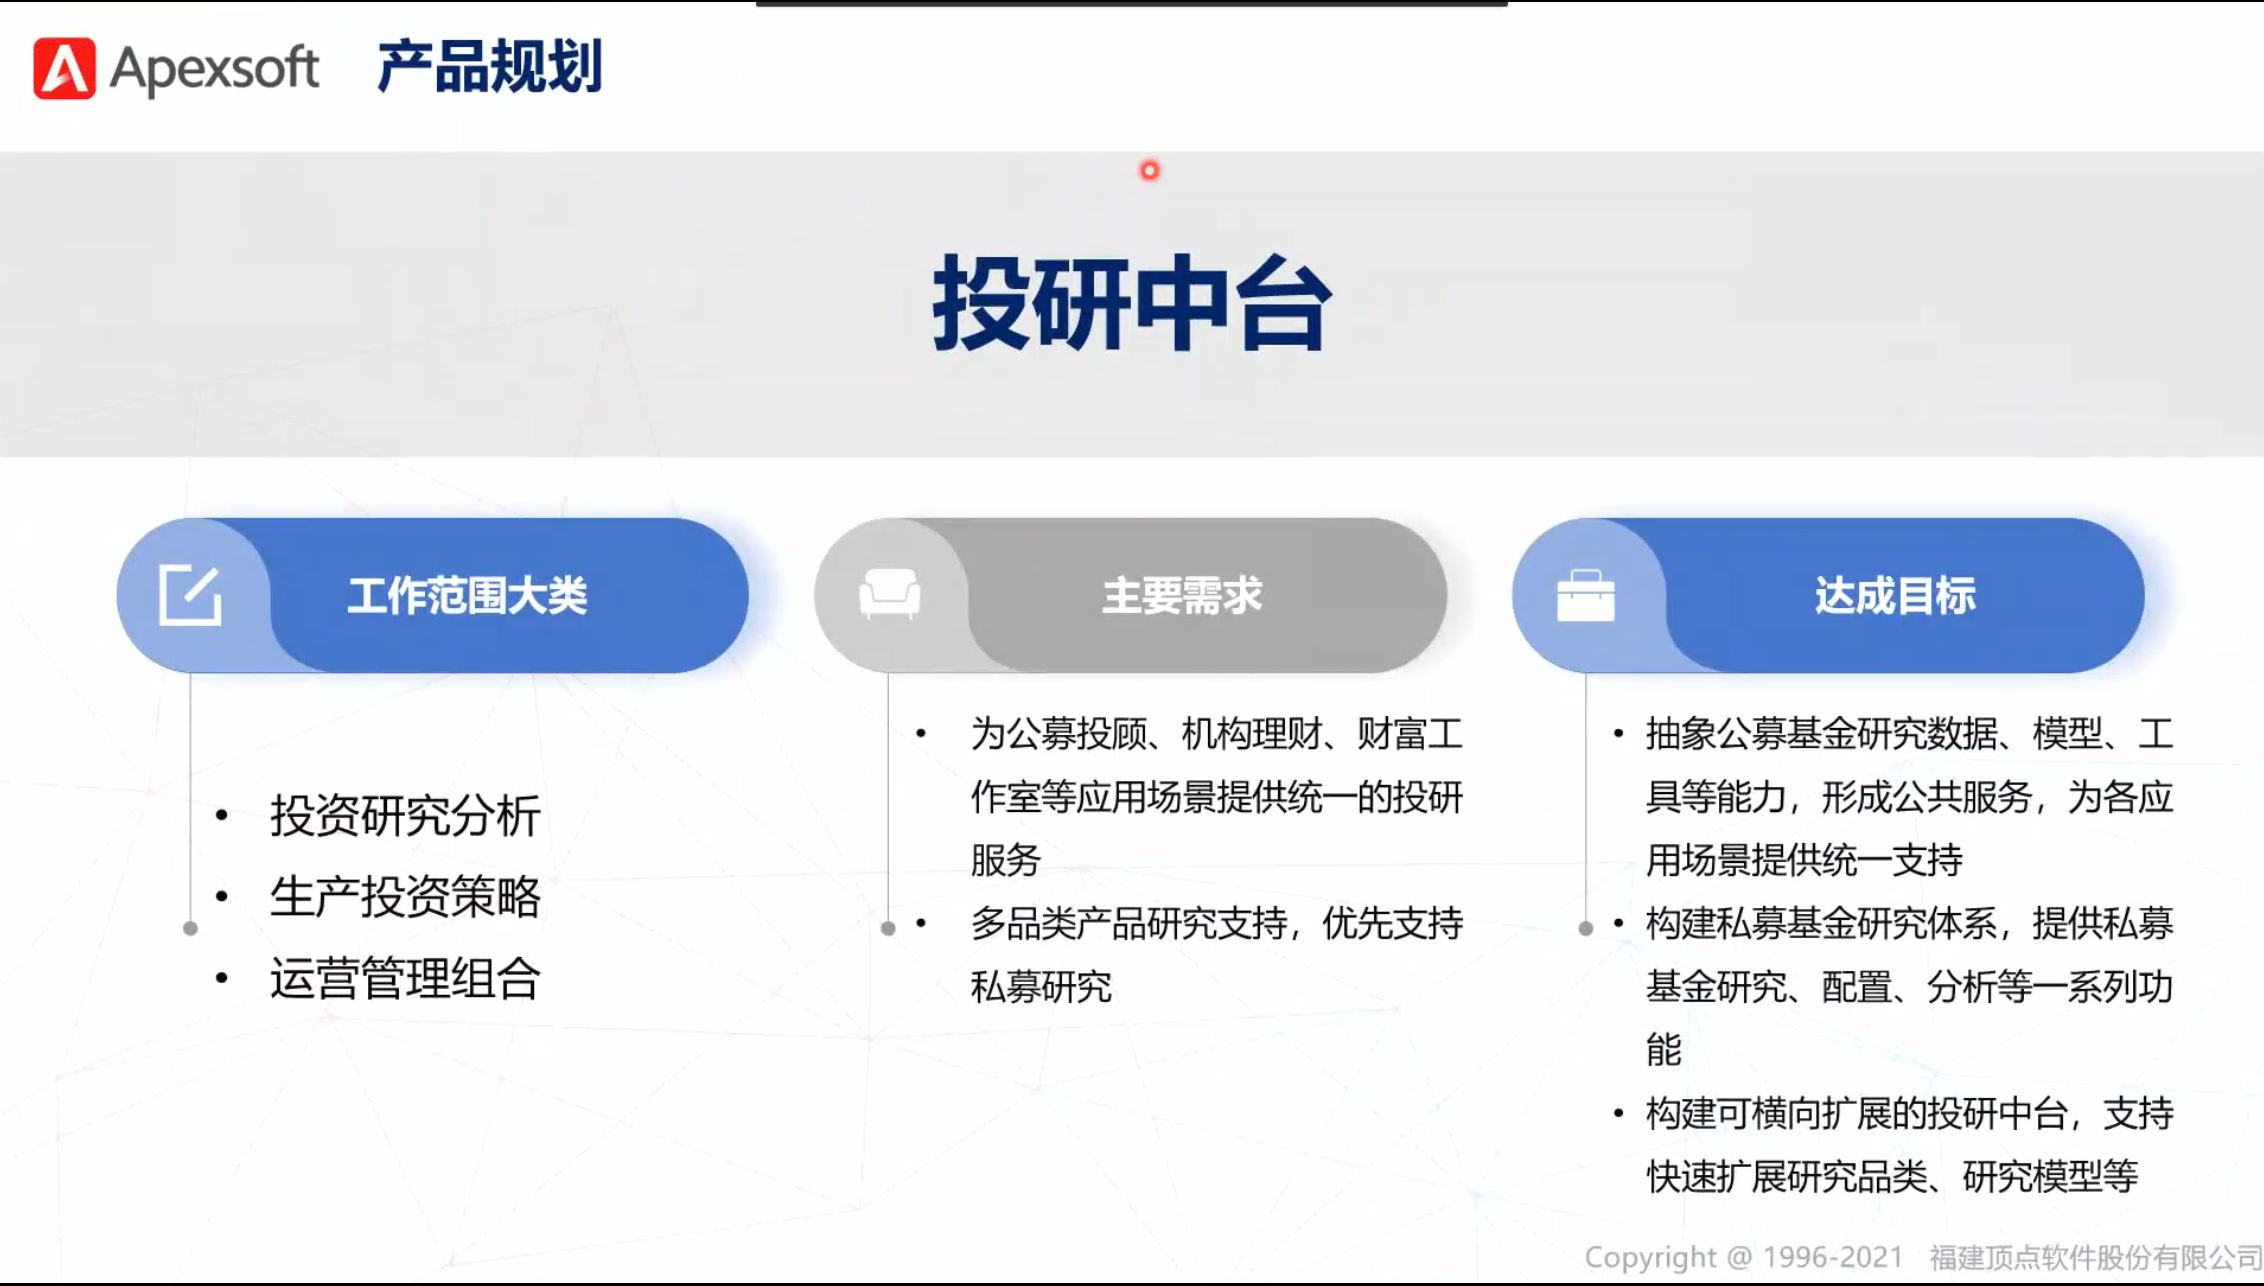 Apexsoft 产品规划
投研中台
工作范围大类
• 投资研究分析
• 生产投资策略
• 运营管理组合
主要需求
• 为公募投顾、机构理财、财富工
作室等应用场景提供统一的投研
服务
• 多品类产品研究支持，优先支持
私募研究
达成目标
• 抽象公募基金研究数据、模型、工
具等能力，形成公共服务，为各应
用场景提供统一支持
• 构建私募基金研究体系，提供私募
基金研究、配置、分析等一系列功
能
• 构建可横向扩展的投研中台，支持
快速扩展研究品类、研究模型等
Copyright @ 1996-2021 福建顶点软件股份有限公司